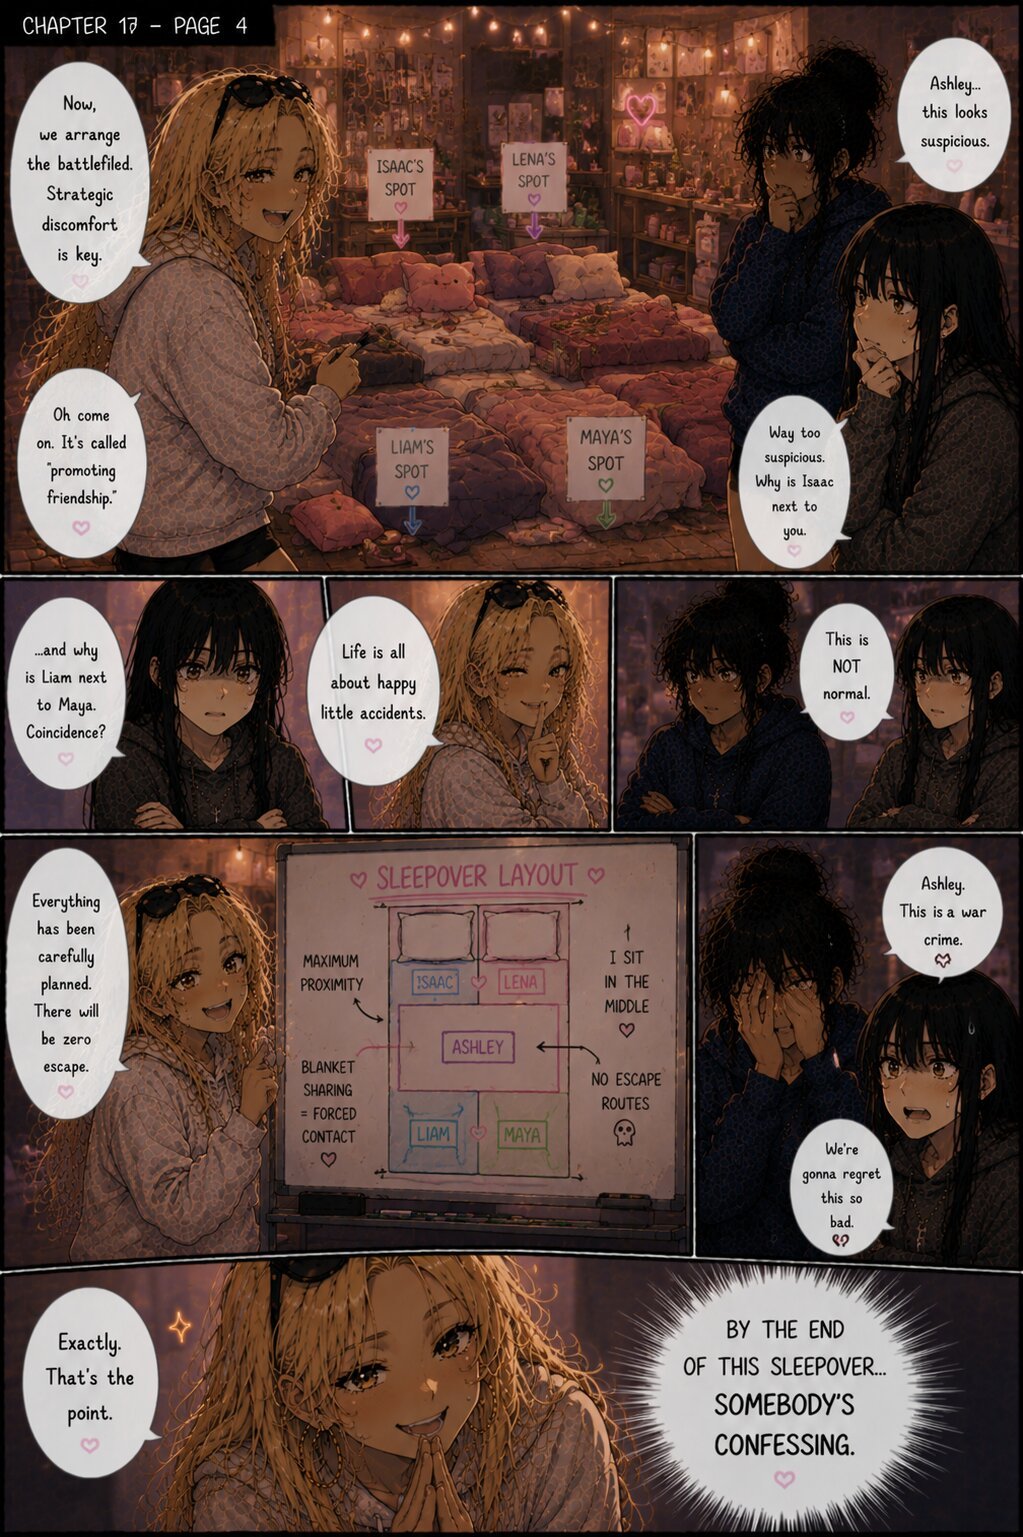 CHAPTER 17 – PAGE 4
Now,
we arrange
the battlefiled.
Strategic
discomfort
is key.
Ashley...
this looks
suspicious.
ISAAC'S
SPOT
LENA'S
SPOT
Oh come
on. It's called
"promoting
friendship."
LIAM'S
SPOT
MAYA'S
SPOT
Way too
suspicious.
Why is Isaac
next to
you.
...and why
is Liam next
to Maya.
Coincidence?
Life is all
about happy
little accidents.
This is
NOT
normal.
Everything
has been
carefully
planned.
There will
be zero
escape.
SLEEPOVER LAYOUT
MAXIMUM
PROXIMITY
ISAAC
LENA
I SIT
IN THE
MIDDLE
ASHLEY
BLANKET
SHARING
= FORCED
CONTACT
NO ESCAPE
ROUTES
LIAM
MAYA
Ashley.
This is a war
crime.
We're
gonna regret
this so
bad.
Exactly.
That's the
point.
BY THE END
OF THIS SLEEPOVER...
SOMEBODY'S
CONFESSING.